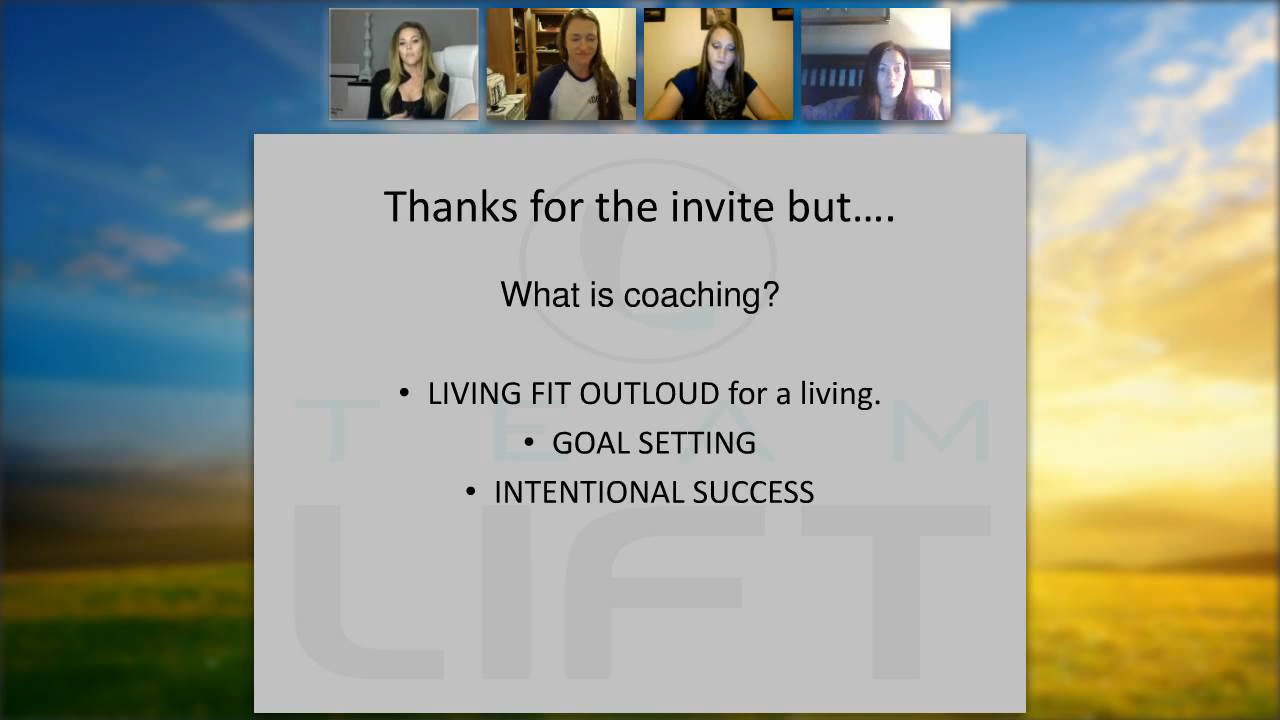 Thanks for the invite but....
What is coaching?
• LIVING FIT OUTLOUD for a living.
• GOAL SETTING
• INTENTIONAL SUCCESS
TEAM
LIFT